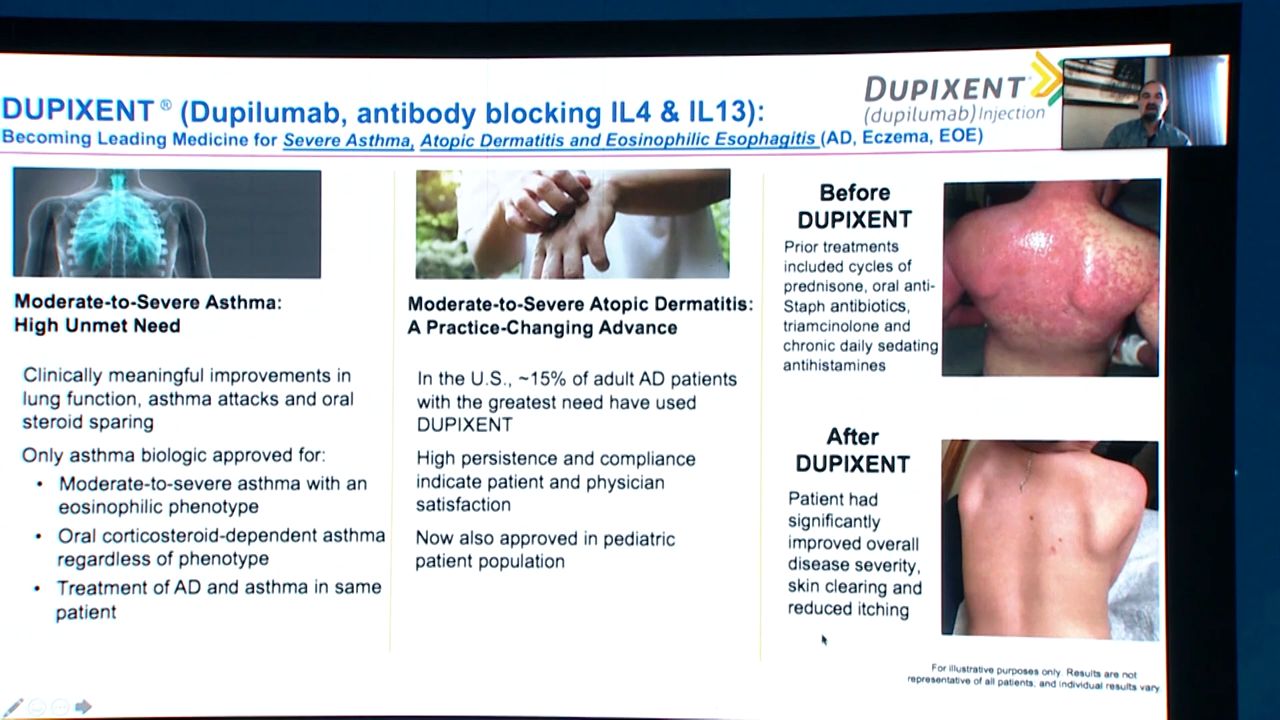 DUPIXENT® (Dupilumab, antibody blocking IL4 & IL13):
Becoming Leading Medicine for Severe Asthma, Atopic Dermatitis and Eosinophilic Esophagitis (AD, Eczema, EOE)
DUPIXENT®
(dupilumab) Injection
Moderate-to-Severe Asthma:
High Unmet Need
Clinically meaningful improvements in
lung function, asthma attacks and oral
steroid sparing
Only asthma biologic approved for:
• Moderate-to-severe asthma with an
eosinophilic phenotype
• Oral corticosteroid-dependent asthma
regardless of phenotype
• Treatment of AD and asthma in same
patient
Moderate-to-Severe Atopic Dermatitis:
A Practice-Changing Advance
In the U.S., ~15% of adult AD patients
with the greatest need have used
DUPIXENT
High persistence and compliance
indicate patient and physician
satisfaction
Now also approved in pediatric
patient population
Before
DUPIXENT
Prior treatments
included cycles of
prednisone, oral anti-
Staph antibiotics,
triamcinolone and
chronic daily sedating
antihistamines
After
DUPIXENT
Patient had
significantly
improved overall
disease severity,
skin clearing and
reduced itching
For illustrative purposes only. Results are not
representative of all patients, and individual results vary